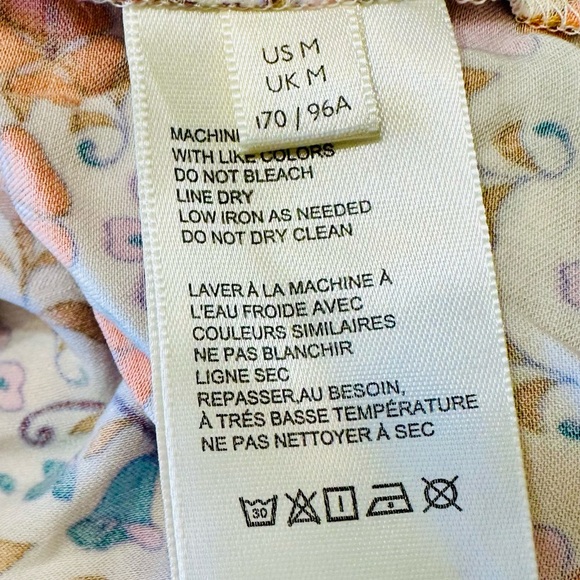 US M
UK M
170 / 96A
MACHINE
WITH LIKE COLORS
DO NOT BLEACH
LINE DRY
LOW IRON AS NEEDED
DO NOT DRY CLEAN
LAVER À LA MACHINE À
L'EAU FROIDE AVEC
COULEURS SIMILAIRES
NE PAS BLANCHIR
LIGNE SEC
REPASSER,AU BESOIN,
À TRÉS BASSE TEMPÉRATURE
NE PAS NETTOYER À SEC
30